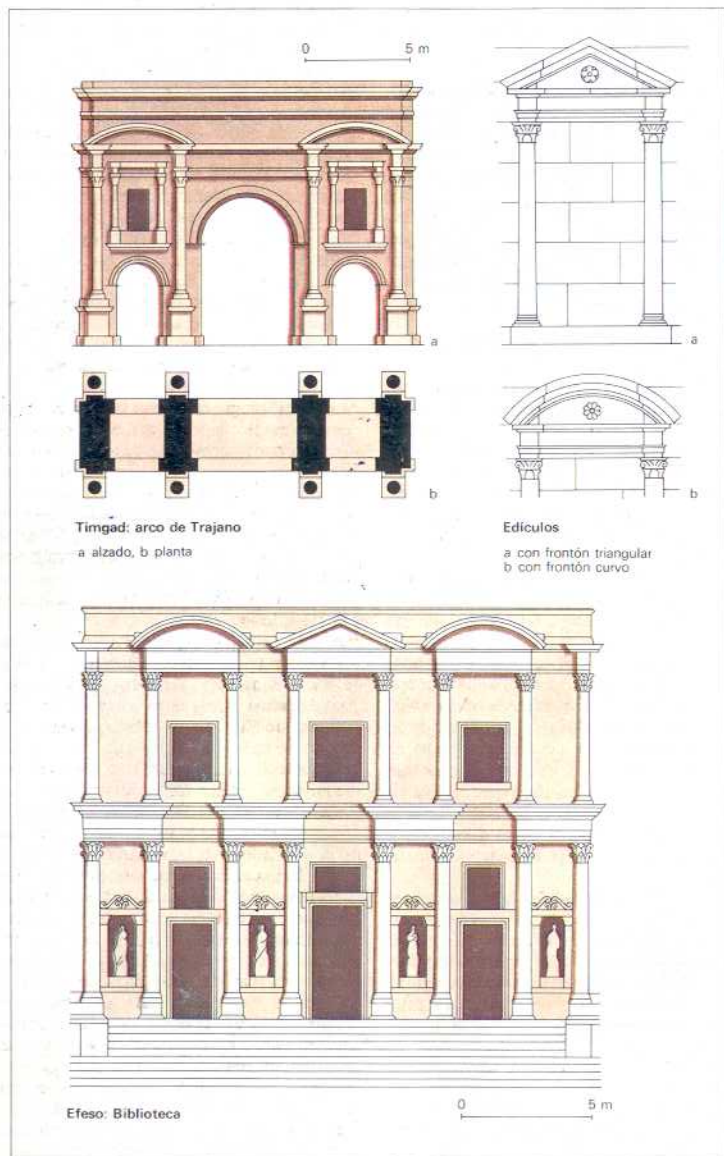 0 5 m
a
a
b
b
Timgad: arco de Trajano
a alzado, b planta
Edículos
a con frontón triangular
b con frontón curvo
Efeso: Biblioteca
0 5 m